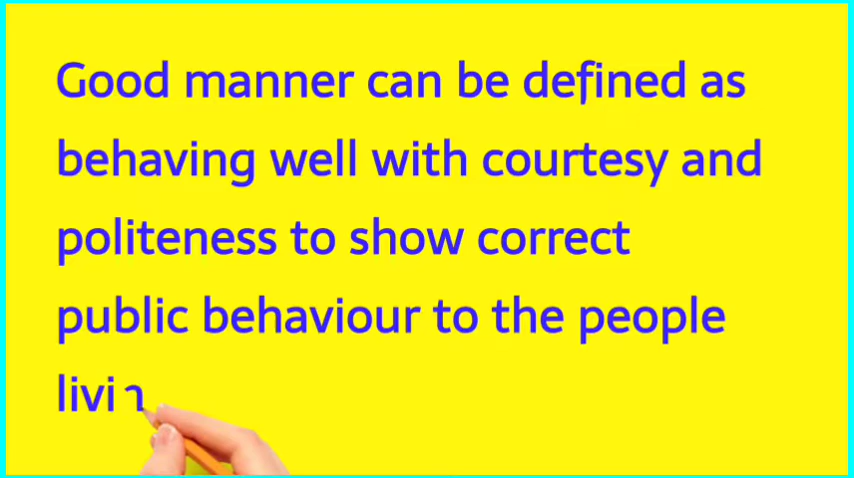 Good manner can be defined as
behaving well with courtesy and
politeness to show correct
public behaviour to the people
livin